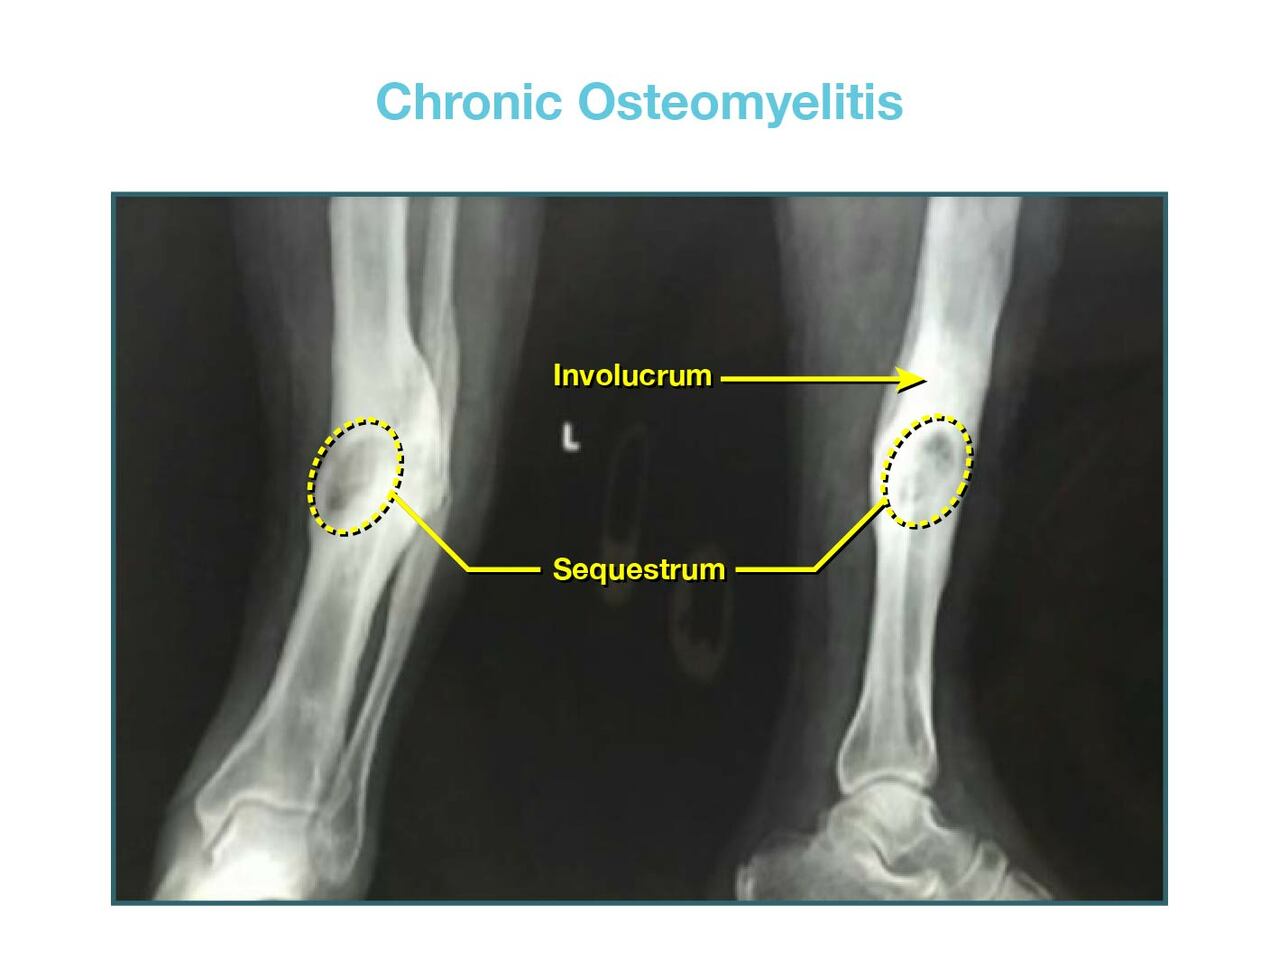 Chronic Osteomyelitis
Involucrum
L
Sequestrum